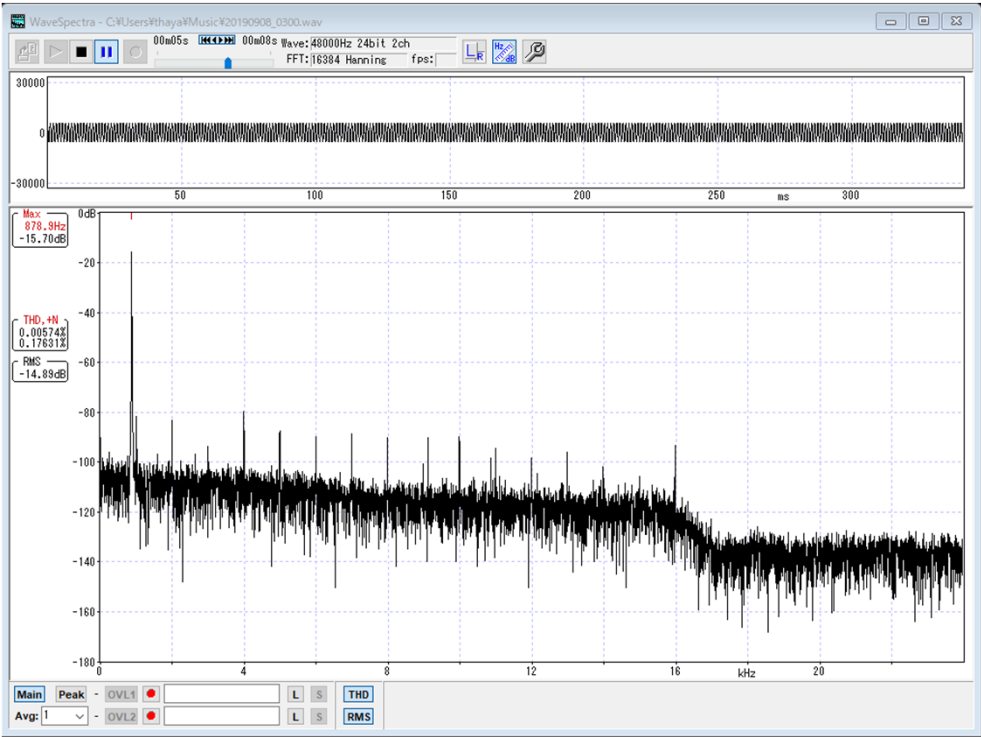 WaveSpectra - C:¥Users¥thaya¥Music¥20190908_0300.wav
00m05s 00m08s Wave:48000Hz 24bit 2ch
FFT:16384 Hanning fps:
L R
Hz dB
30000
0
-30000
50 100 150 200 250 ms 300
Max
878.9Hz
-15.70dB
THD,+N
0.00574%
0.17631%
RMS
-14.89dB
0dB
-20
-40
-60
-80
-100
-120
-140
-160
-180
0 4 8 12 16 kHz 20
Main Peak - OVL1 L S THD
Avg: 1 - OVL2 L S RMS